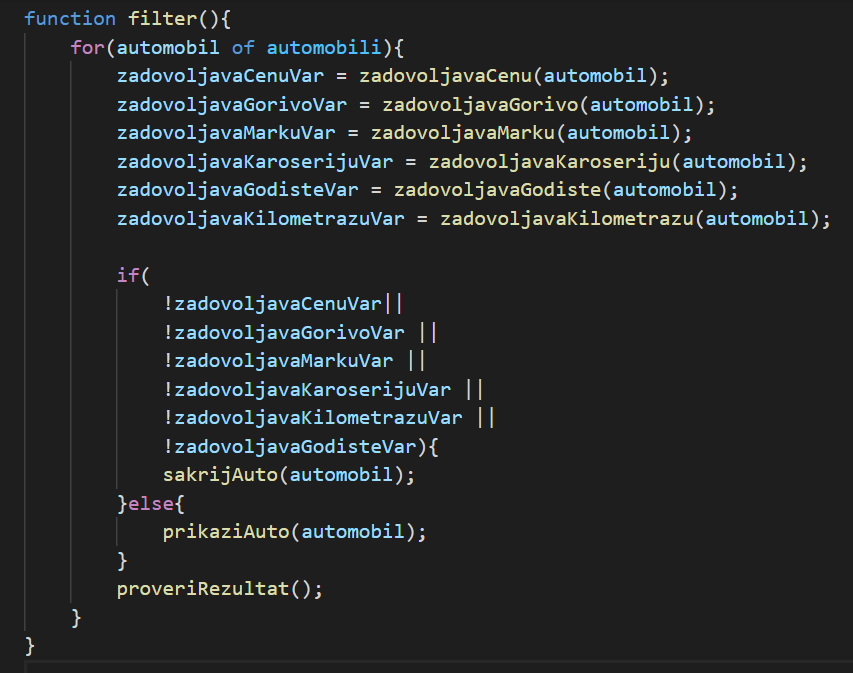 function filter(){
    for(automobil of automobili){
        zadovoljavaCenuVar = zadovoljavaCenu(automobil);
        zadovoljavaGorivoVar = zadovoljavaGorivo(automobil);
        zadovoljavaMarkuVar = zadovoljavaMarku(automobil);
        zadovoljavaKaroserijuVar = zadovoljavaKaroseriju(automobil);
        zadovoljavaGodisteVar = zadovoljavaGodiste(automobil);
        zadovoljavaKilometrazuVar = zadovoljavaKilometrazu(automobil);

        if(
            !zadovoljavaCenuVar||
            !zadovoljavaGorivoVar ||
            !zadovoljavaMarkuVar ||
            !zadovoljavaKaroserijuVar ||
            !zadovoljavaKilometrazuVar ||
            !zadovoljavaGodisteVar){
            sakrijAuto(automobil);
        }else{
            prikaziAuto(automobil);
        }
        proveriRezultat();
    }
}